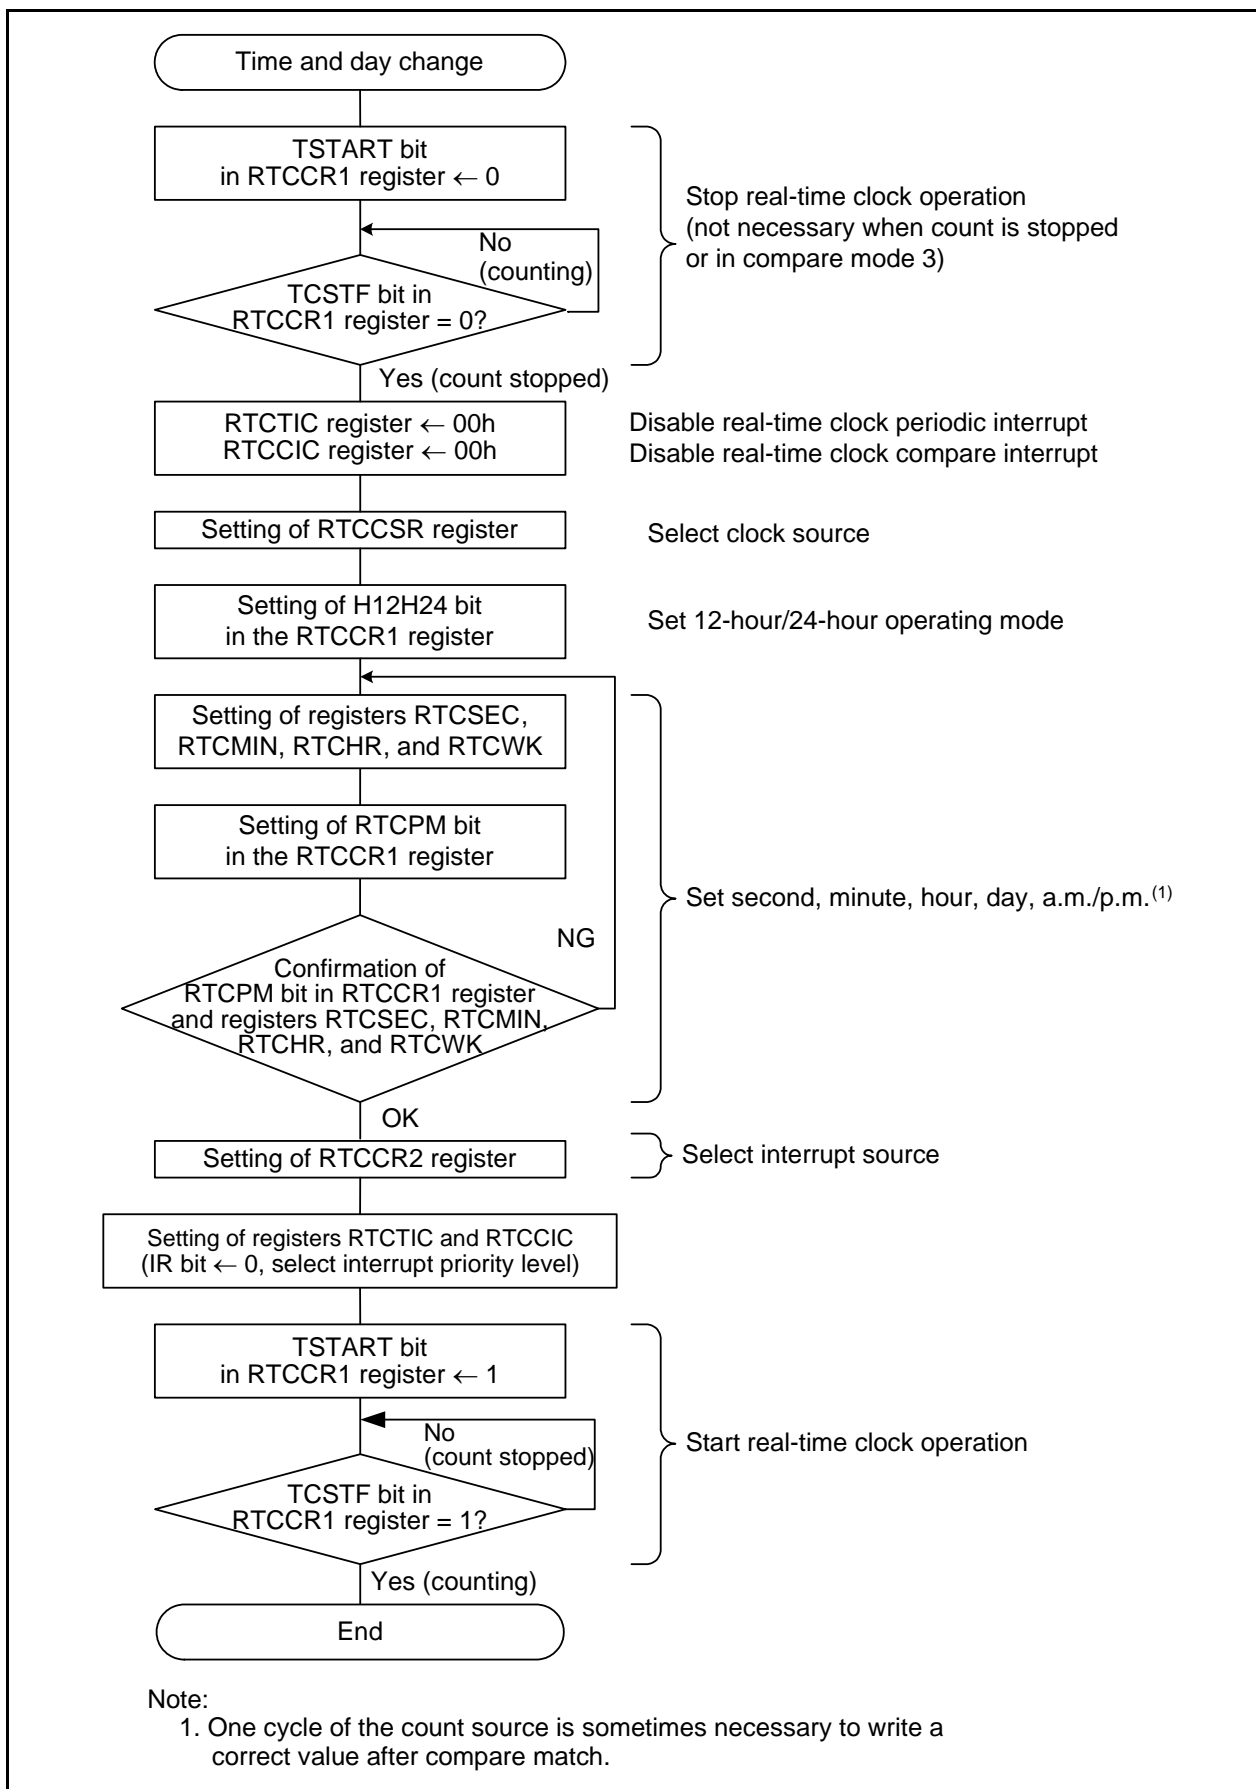 Time and day change
TSTART bit
in RTCCR1 register ← 0
Stop real-time clock operation
(not necessary when count is stopped
or in compare mode 3)
No
(counting)
TCSTF bit in
RTCCR1 register = 0?
Yes (count stopped)
RTCTIC register ← 00h
RTCCIC register ← 00h
Disable real-time clock periodic interrupt
Disable real-time clock compare interrupt
Setting of RTCCSR register
Select clock source
Setting of H12H24 bit
in the RTCCR1 register
Set 12-hour/24-hour operating mode
Setting of registers RTCSEC,
RTCMIN, RTCHR, and RTCWK
Setting of RTCPM bit
in the RTCCR1 register
Set second, minute, hour, day, a.m./p.m.(1)
NG
Confirmation of
RTCPM bit in RTCCR1 register
and registers RTCSEC, RTCMIN,
RTCHR, and RTCWK
OK
Setting of RTCCR2 register
Select interrupt source
Setting of registers RTCTIC and RTCCIC
(IR bit ← 0, select interrupt priority level)
TSTART bit
in RTCCR1 register ← 1
No
(count stopped)
Start real-time clock operation
TCSTF bit in
RTCCR1 register = 1?
Yes (counting)
End
Note:
1. One cycle of the count source is sometimes necessary to write a
correct value after compare match.